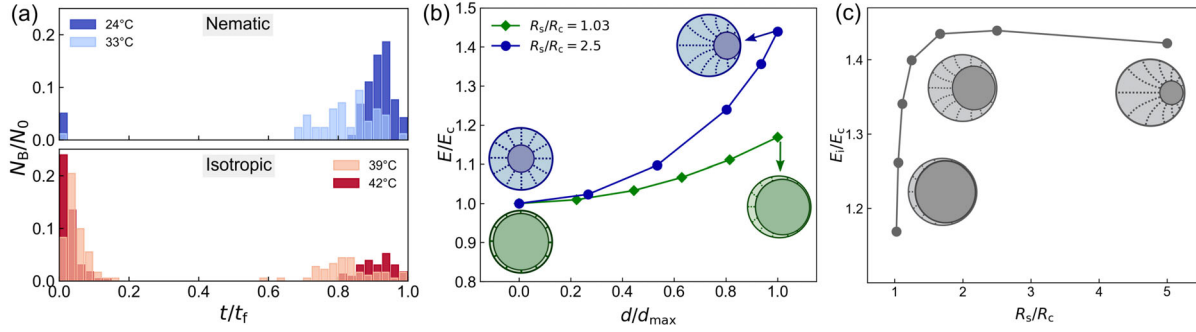 (a)
24°C
33°C
Nematic
0.2
0.1
0.0
N_B/N_0
Isotropic
39°C
42°C
0.2
0.1
0.0
0.0 0.2 0.4 0.6 0.8 1.0
t/t_f
(b)
R_s/R_c = 1.03
R_s/R_c = 2.5
1.5
1.4
1.3
1.2
1.1
1.0
0.9
0.8
E/E_c
0.0 0.2 0.4 0.6 0.8 1.0
d/d_max
(c)
1.4
1.3
1.2
E_i/E_c
1 2 3 4 5
R_s/R_c